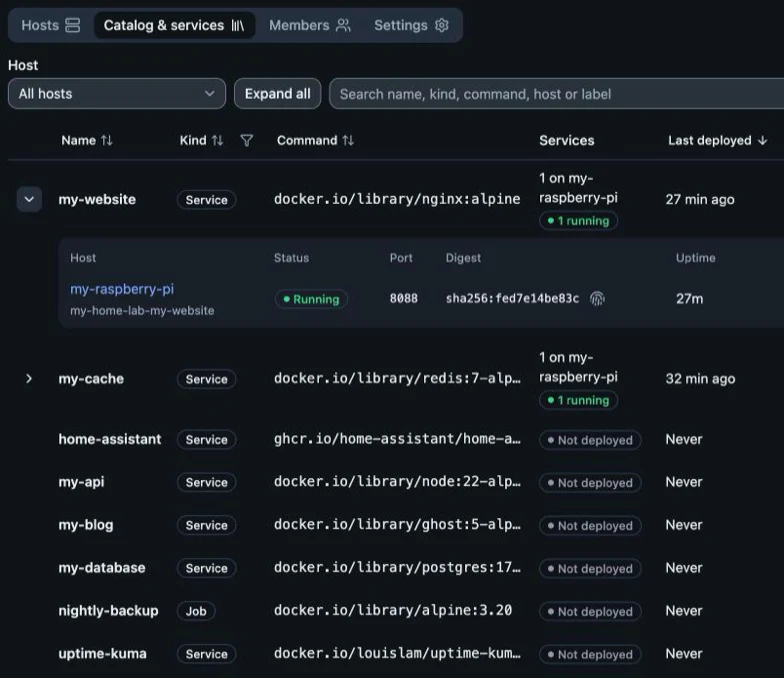 Hosts Catalog & services Members Settings
Host
All hosts Expand all Search name, kind, command, host or label
Name Kind Command Services Last deployed
my-website Service docker.io/library/nginx:alpine 1 on my-raspberry-pi 27 min ago
1 running
Host Status Port Digest Uptime
my-raspberry-pi Running 8088 sha256:fed7e14be83c 27m
my-home-lab-my-website
my-cache Service docker.io/library/redis:7-alp… 1 on my-raspberry-pi 32 min ago
1 running
home-assistant Service ghcr.io/home-assistant/home-a… Not deployed Never
my-api Service docker.io/library/node:22-alp… Not deployed Never
my-blog Service docker.io/library/ghost:5-alp… Not deployed Never
my-database Service docker.io/library/postgres:17… Not deployed Never
nightly-backup Job docker.io/library/alpine:3.20 Not deployed Never
uptime-kuma Service docker.io/louislam/uptime-kum… Not deployed Never